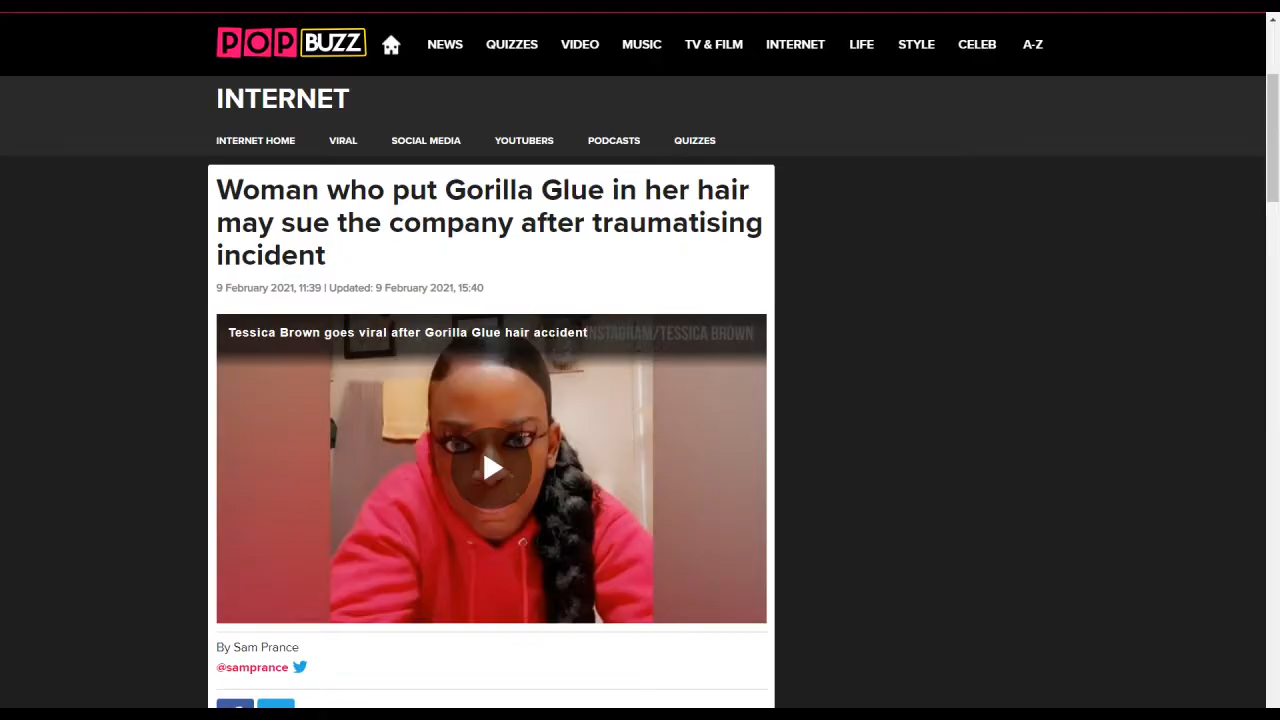 POP BUZZ
NEWS QUIZZES VIDEO MUSIC TV & FILM INTERNET LIFE STYLE CELEB A-Z
INTERNET
INTERNET HOME VIRAL SOCIAL MEDIA YOUTUBERS PODCASTS QUIZZES
Woman who put Gorilla Glue in her hair
may sue the company after traumatising
incident
9 February 2021, 11:39 | Updated: 9 February 2021, 15:40
Tessica Brown goes viral after Gorilla Glue hair accident
NSTAGRAM/TESSICA BROWN
By Sam Prance
@samprance